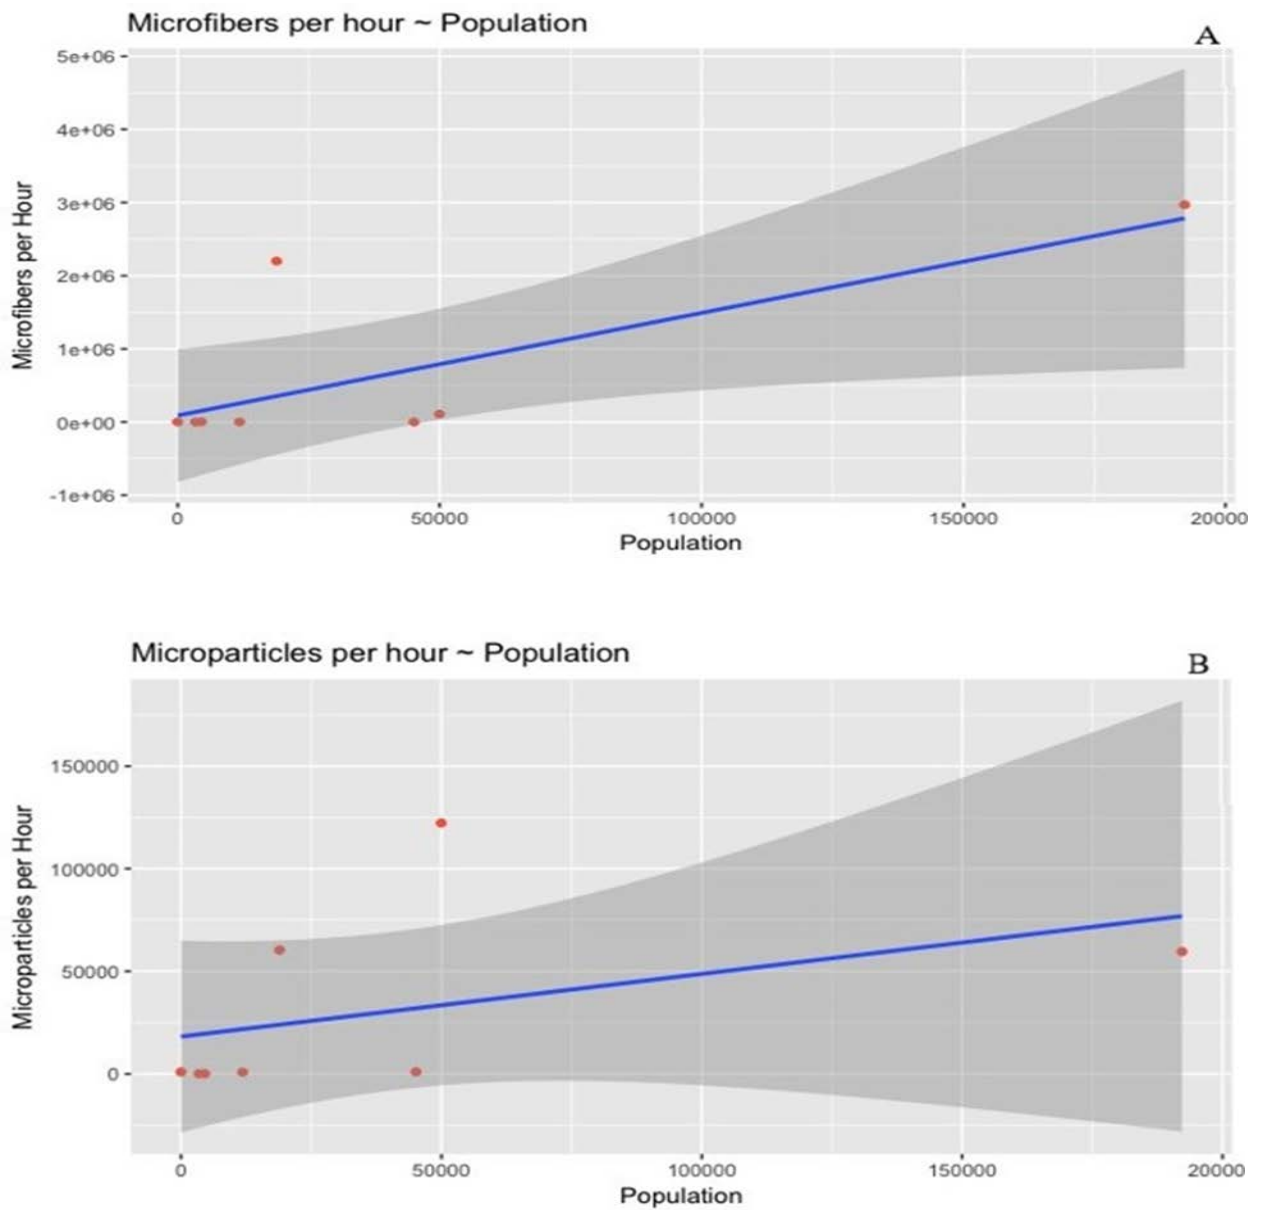 Microfibers per hour ~ Population
A
5e+06
4e+06
3e+06
2e+06
1e+06
0e+00
-1e+06
Microfibers per Hour
0 50000 100000 150000 20000
Population
Microparticles per hour ~ Population
B
150000
100000
50000
0
Microparticles per Hour
0 50000 100000 150000 20000
Population